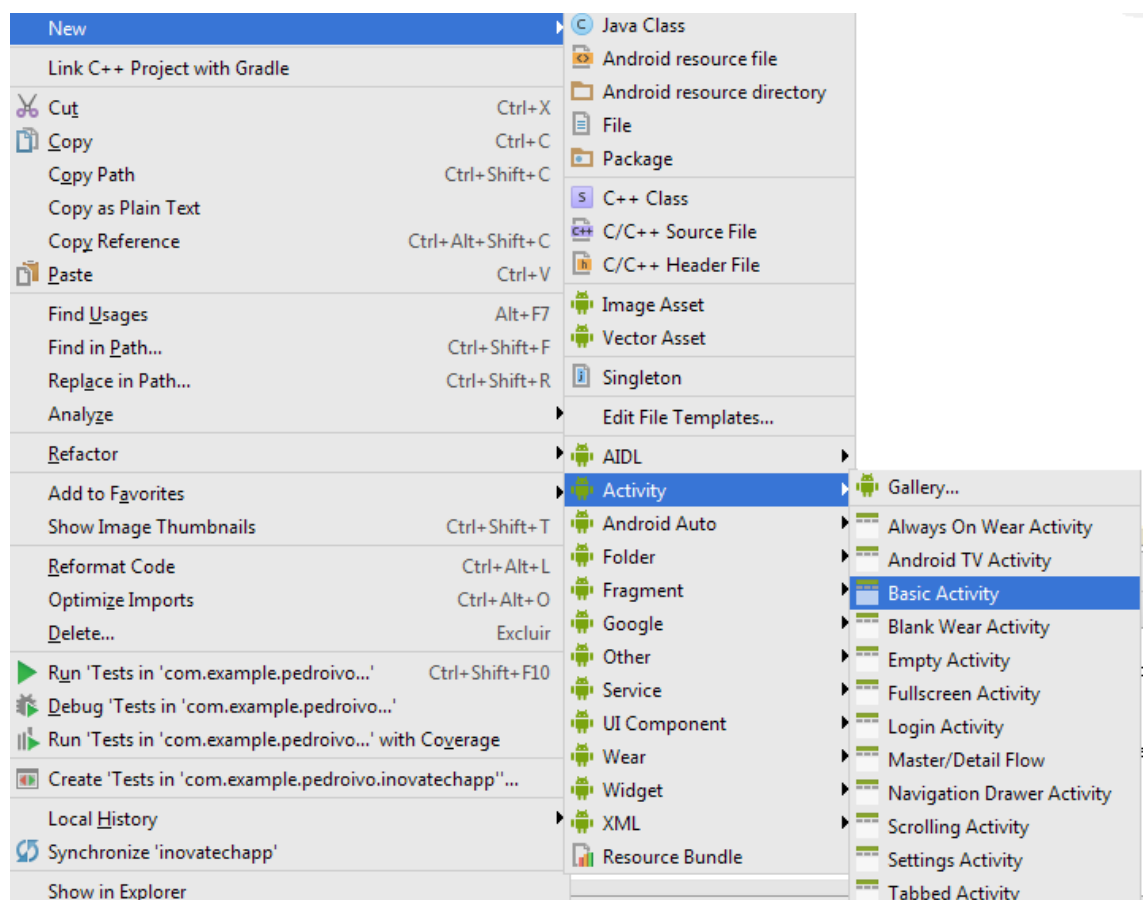 New
Link C++ Project with Gradle
Cut Ctrl+X
Copy Ctrl+C
Copy Path Ctrl+Shift+C
Copy as Plain Text
Copy Reference Ctrl+Alt+Shift+C
Paste Ctrl+V
Find Usages Alt+F7
Find in Path... Ctrl+Shift+F
Replace in Path... Ctrl+Shift+R
Analyze
Refactor
Add to Favorites
Show Image Thumbnails Ctrl+Shift+T
Reformat Code Ctrl+Alt+L
Optimize Imports Ctrl+Alt+O
Delete... Excluir
Run 'Tests in 'com.example.pedroivo...' Ctrl+Shift+F10
Debug 'Tests in 'com.example.pedroivo...'
Run 'Tests in 'com.example.pedroivo...' with Coverage
Create 'Tests in 'com.example.pedroivo.inovatechapp''...
Local History
Synchronize 'inovatechapp'
Show in Explorer
Java Class
Android resource file
Android resource directory
File
Package
C++ Class
C/C++ Source File
C/C++ Header File
Image Asset
Vector Asset
Singleton
Edit File Templates...
AIDL
Activity
Android Auto
Folder
Fragment
Google
Other
Service
UI Component
Wear
Widget
XML
Resource Bundle
Gallery...
Always On Wear Activity
Android TV Activity
Basic Activity
Blank Wear Activity
Empty Activity
Fullscreen Activity
Login Activity
Master/Detail Flow
Navigation Drawer Activity
Scrolling Activity
Settings Activity
Tabbed Activity